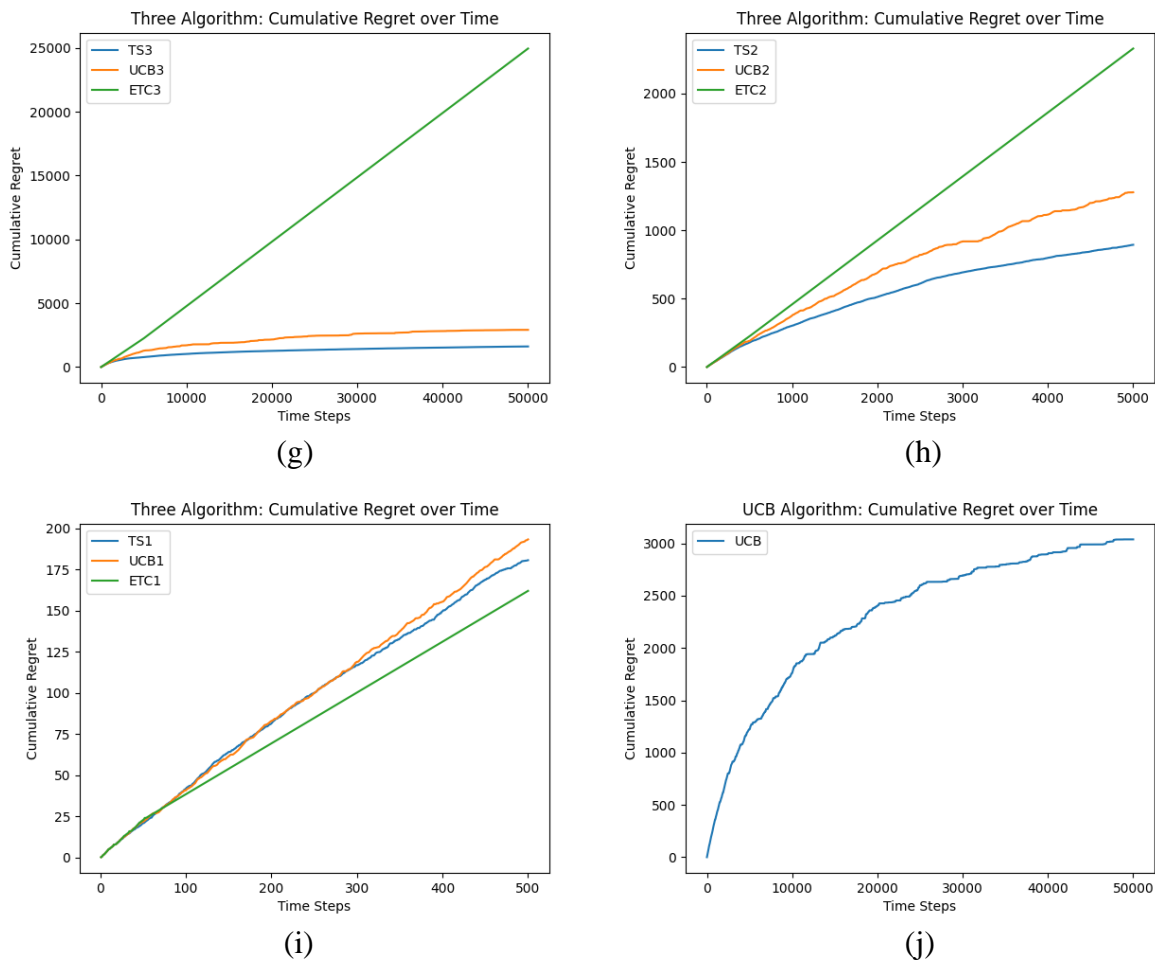 Three Algorithm: Cumulative Regret over Time
TS3
UCB3
ETC3
25000
20000
15000
10000
5000
0
Cumulative Regret
0 10000 20000 30000 40000 50000
Time Steps
(g)
Three Algorithm: Cumulative Regret over Time
TS2
UCB2
ETC2
2000
1500
1000
500
0
Cumulative Regret
0 1000 2000 3000 4000 5000
Time Steps
(h)
Three Algorithm: Cumulative Regret over Time
TS1
UCB1
ETC1
200
175
150
125
100
75
50
25
0
Cumulative Regret
0 100 200 300 400 500
Time Steps
(i)
UCB Algorithm: Cumulative Regret over Time
UCB
3000
2500
2000
1500
1000
500
0
Cumulative Regret
0 10000 20000 30000 40000 50000
Time Steps
(j)